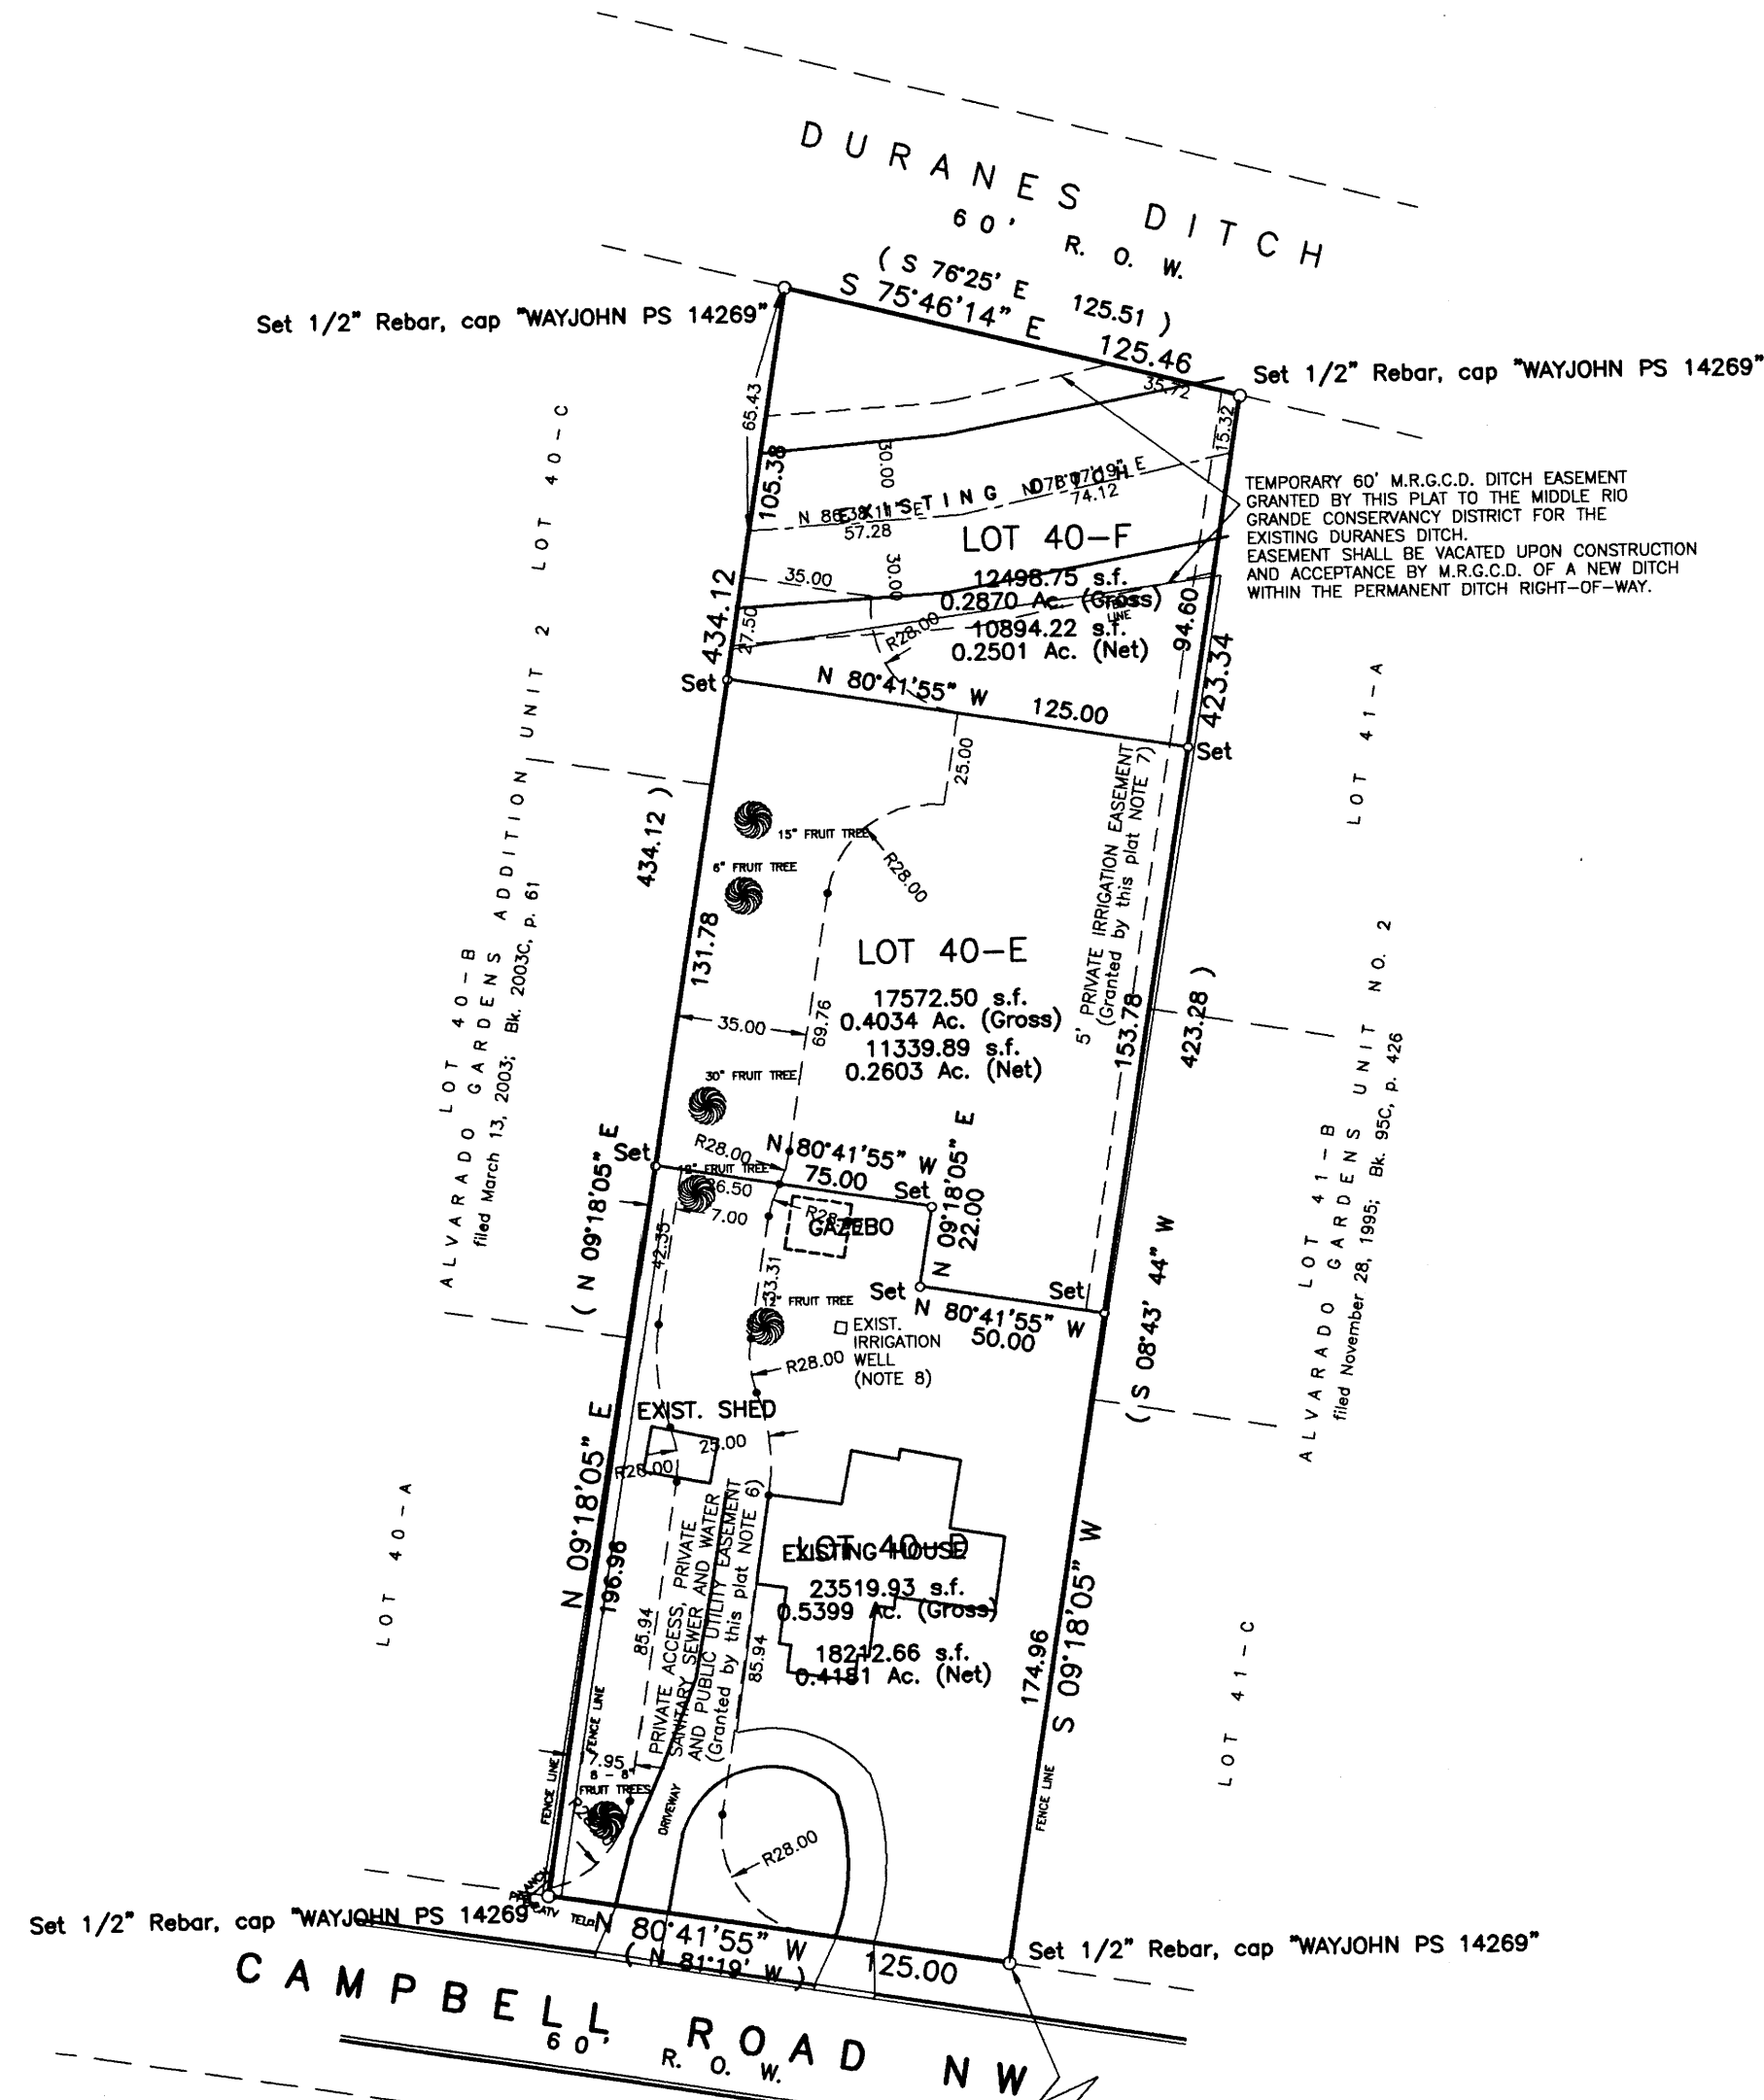 DURANES DITCH
60' R. O. W.
( S 76°25' E 125.51 )
S 75°46'14" E 125.46
Set 1/2" Rebar, cap "WAYJOHN PS 14269"
Set 1/2" Rebar, cap "WAYJOHN PS 14269"
35.72
15.32
65.43
105.38
30.00
EXISTING DITCH
N 86°38'11" E
57.28
74.12
TEMPORARY 60' M.R.G.C.D. DITCH EASEMENT
GRANTED BY THIS PLAT TO THE MIDDLE RIO
GRANDE CONSERVANCY DISTRICT FOR THE
EXISTING DURANES DITCH.
EASEMENT SHALL BE VACATED UPON CONSTRUCTION
AND ACCEPTANCE BY M.R.G.C.D. OF A NEW DITCH
WITHIN THE PERMANENT DITCH RIGHT-OF-WAY.
LOT 40-F
12498.75 s.f.
0.2870 Ac. (Gross)
10894.22 s.f.
0.2501 Ac. (Net)
LINE
35.00
30.00
R28.00
27.50
434.12
94.60
423.34
Set
N 80°41'55" W 125.00
Set
25.00
LOT 40-C
LOT 41-A
434.12 )
15" FRUIT TREE
6" FRUIT TREE
R28.00
131.78
5' PRIVATE IRRIGATION EASEMENT
(Granted by this plat NOTE 7)
LOT 40-E
17572.50 s.f.
0.4034 Ac. (Gross)
11339.89 s.f.
0.2603 Ac. (Net)
35.00
69.76
153.78
423.28 )
LOT 40-B
ALVARADO GARDENS ADDITION UNIT 2
filed March 13, 2003; Bk. 2003C, p. 61
LOT 41-B
ALVARADO GARDENS UNIT NO. 2
filed November 28, 1995; Bk. 95C, p. 426
30" FRUIT TREE
R28.00
Set
N 80°41'55" W
75.00
Set
FRUIT TREE
7.00
GAZEBO
N 09°18'05" E
22.00
( N 09°18'05" E
42.35
33.31
12" FRUIT TREE
Set
Set
N 80°41'55" W
50.00
( S 08°43' 44" W
EXIST.
IRRIGATION
WELL
(NOTE 8)
R28.00
EXIST. SHED
25.00
R28.00
N 09°18'05" E
196.96
LOT 40-A
85.94
PRIVATE ACCESS, PRIVATE
SANITARY SEWER AND WATER
AND PUBLIC UTILITY EASEMENT
(Granted by this plat NOTE 6)
85.94
LOT 40-D
EXISTING HOUSE
23519.93 s.f.
0.5399 Ac. (Gross)
18212.66 s.f.
0.4181 Ac. (Net)
174.96
S 09°18'05" W
LOT 41-C
FENCE LINE
FENCE LINE
FENCE LINE
8 - 8"
FRUIT TREES
DRIVEWAY
R28.00
CATV
Set 1/2" Rebar, cap "WAYJOHN PS 14269"
N 80°41'55" W 125.00
( N 81°19' W )
Set 1/2" Rebar, cap "WAYJOHN PS 14269"
CAMPBELL ROAD NW
60' R. O. W.